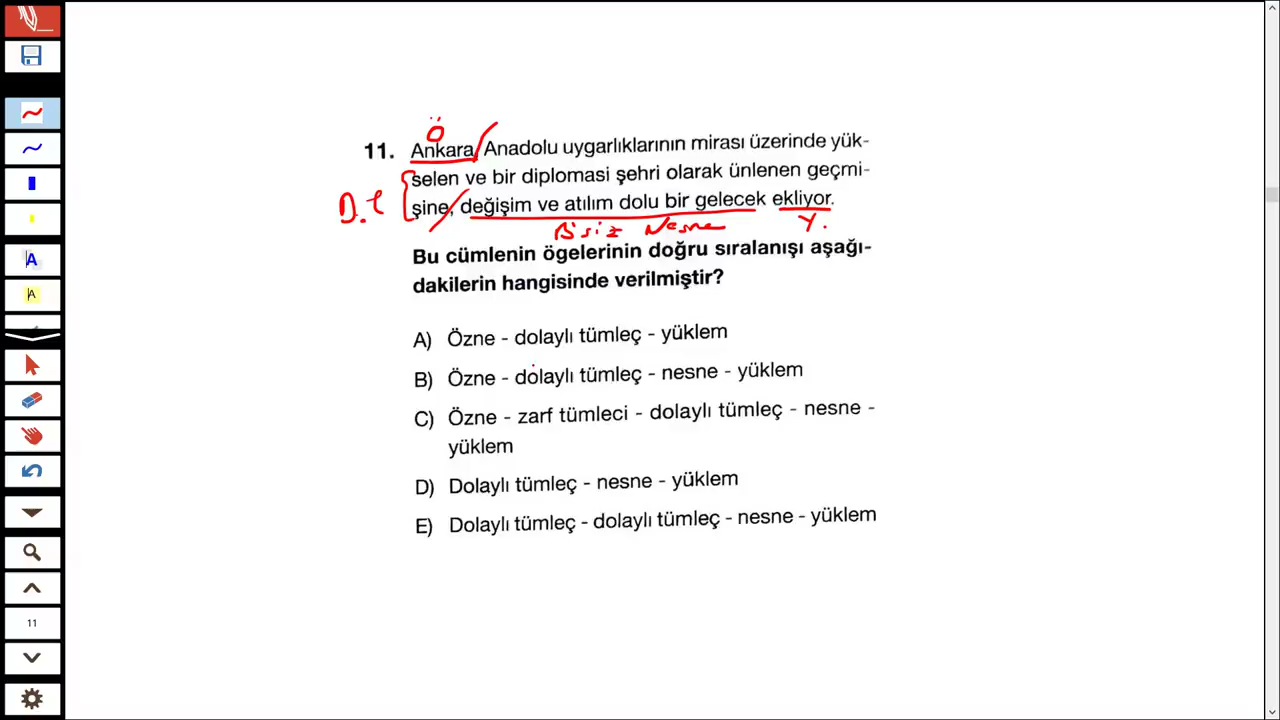 Ö
11. Ankara, Anadolu uygarlıklarının mirası üzerinde yük-
selen ve bir diplomasi şehri olarak ünlenen geçmi-
D.T
şine, değişim ve atılım dolu bir gelecek ekliyor.
B'siz Nesne Y.
Bu cümlenin ögelerinin doğru sıralanışı aşağı-
dakilerin hangisinde verilmiştir?
A) Özne - dolaylı tümleç - yüklem
B) Özne - dolaylı tümleç - nesne - yüklem
C) Özne - zarf tümleci - dolaylı tümleç - nesne -
yüklem
D) Dolaylı tümleç - nesne - yüklem
E) Dolaylı tümleç - dolaylı tümleç - nesne - yüklem
A
A
11